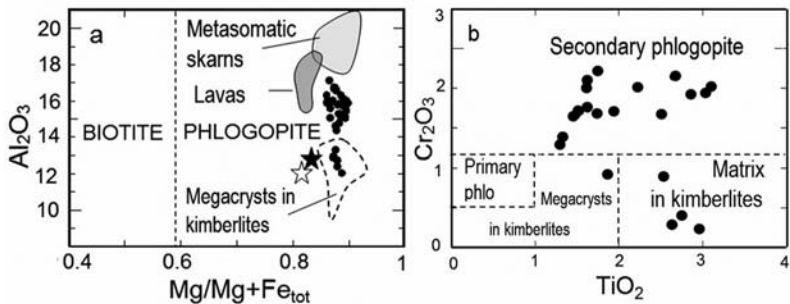 a
Metasomatic
skarns
Lavas
BIOTITE
PHLOGOPITE
Megacrysts in
kimberlites
20
18
16
14
12
10
Al2O3
0.4
0.6
0.8
1
Mg/Mg+Fetot
b
Secondary phlogopite
Primary
phlo
Megacrysts
in kimberlites
Matrix
in kimberlites
3
2
1
0
Cr2O3
0
1
2
3
4
TiO2